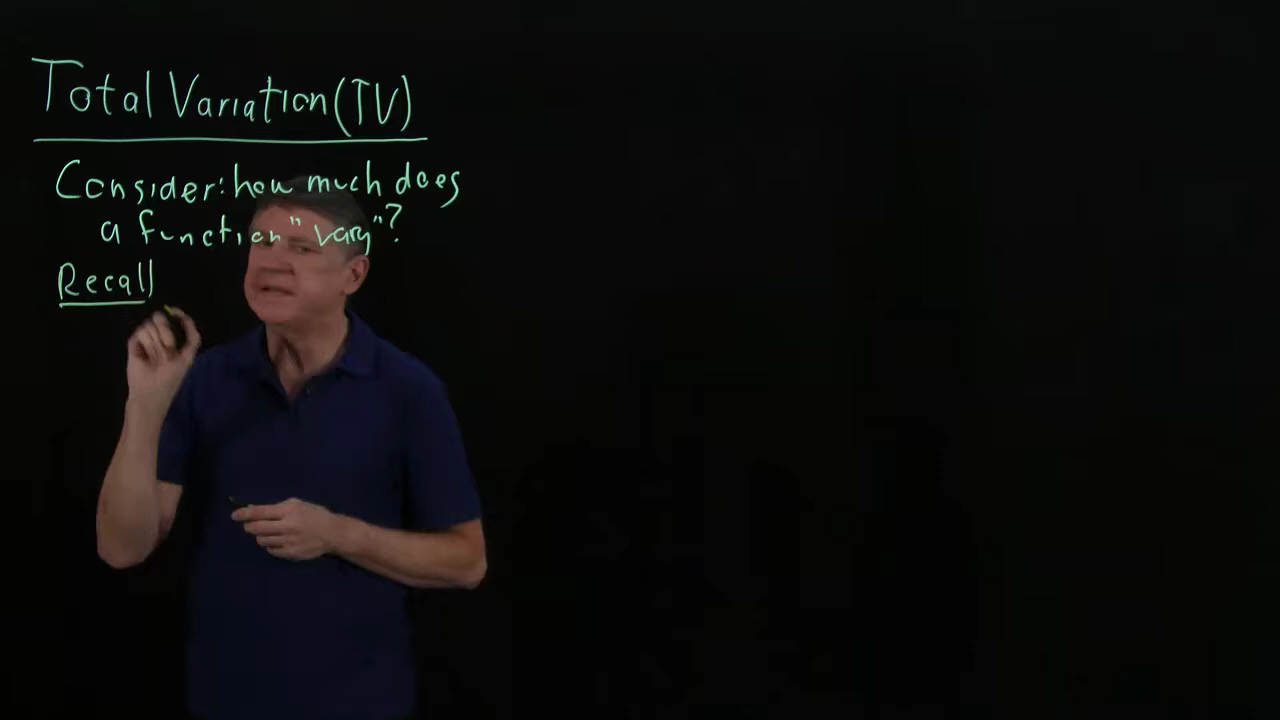 Total Variation (TV)
Consider: how much does
a function "vary"?
Recall